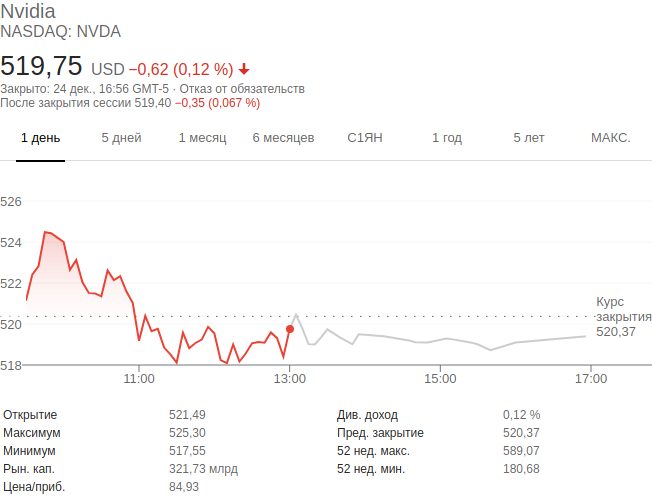 Nvidia
NASDAQ: NVDA
519,75 USD −0,62 (0,12 %)
Закрыто: 24 дек., 16:56 GMT-5 · Отказ от обязательств
После закрытия сессии 519,40 −0,35 (0,067 %)
1 день 5 дней 1 месяц 6 месяцев С1ЯН 1 год 5 лет МАКС.
526
524
522
Курс
закрытия
520,37
520
518
11:00 13:00 15:00 17:00
Открытие 521,49 Див. доход 0,12 %
Максимум 525,30 Пред. закрытие 520,37
Минимум 517,55 52 нед. макс. 589,07
Рын. кап. 321,73 млрд 52 нед. мин. 180,68
Цена/приб. 84,93